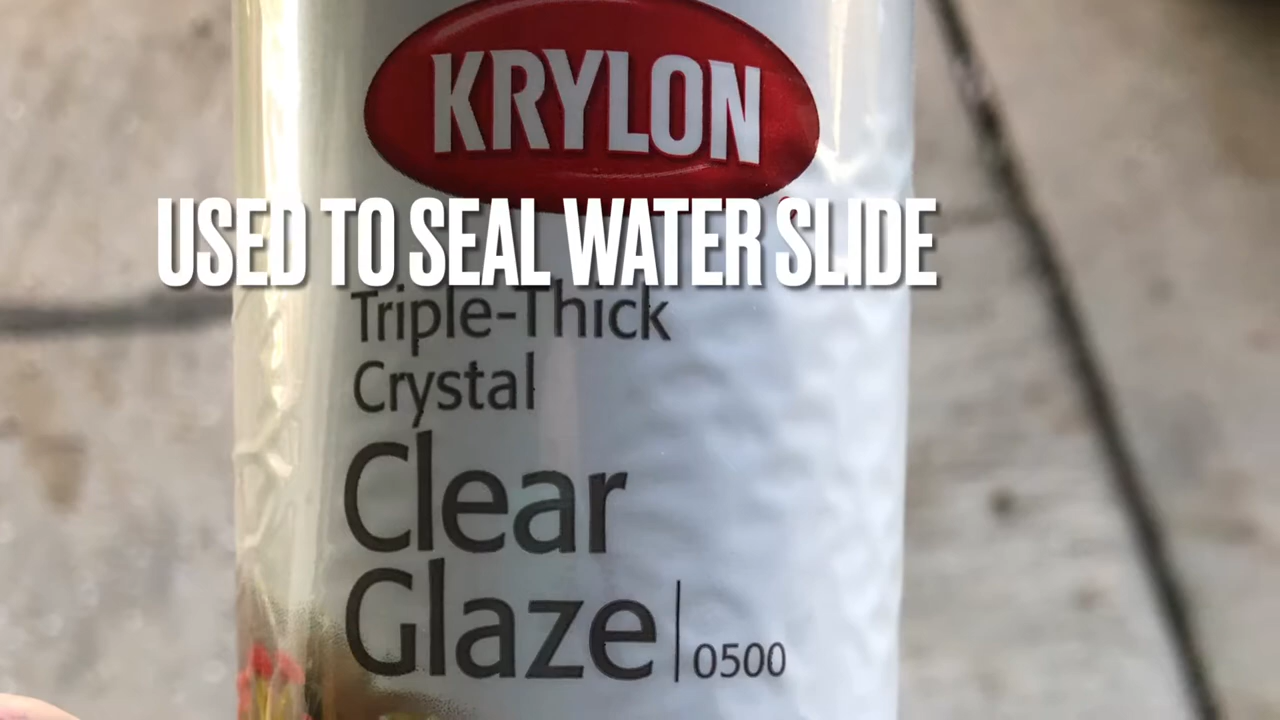 KRYLON
USED TO SEAL WATER SLIDE
Triple-Thick
Crystal
Clear
Glaze 0500